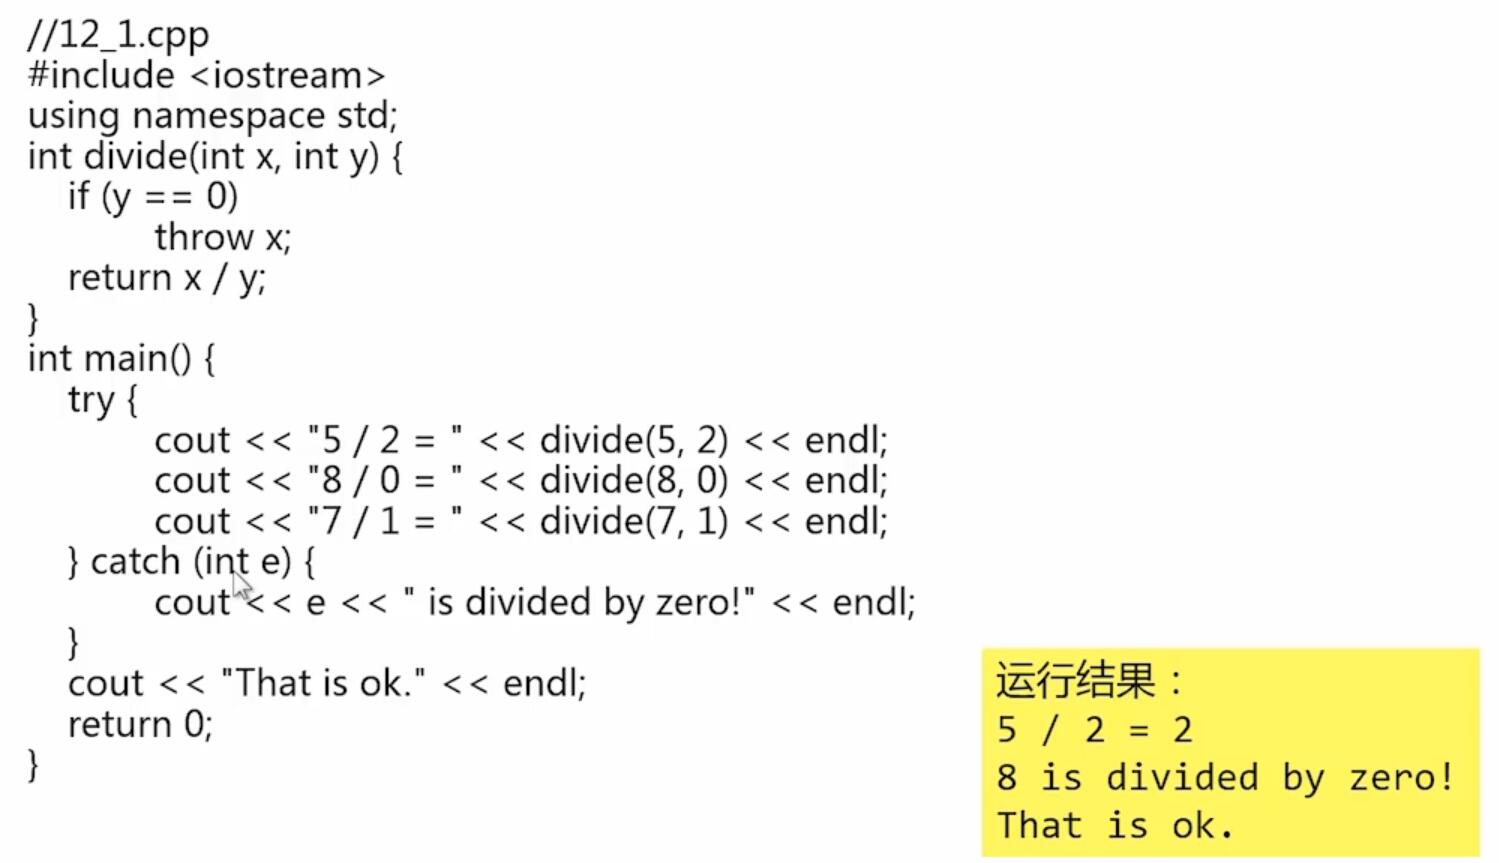 //12_1.cpp
#include <iostream>
using namespace std;
int divide(int x, int y) {
if (y == 0)
throw x;
return x / y;
}
int main() {
try {
cout << "5 / 2 = " << divide(5, 2) << endl;
cout << "8 / 0 = " << divide(8, 0) << endl;
cout << "7 / 1 = " << divide(7, 1) << endl;
} catch (int e) {
cout << e << " is divided by zero!" << endl;
}
cout << "That is ok." << endl;
return 0;
}
运行结果：
5 / 2 = 2
8 is divided by zero!
That is ok.